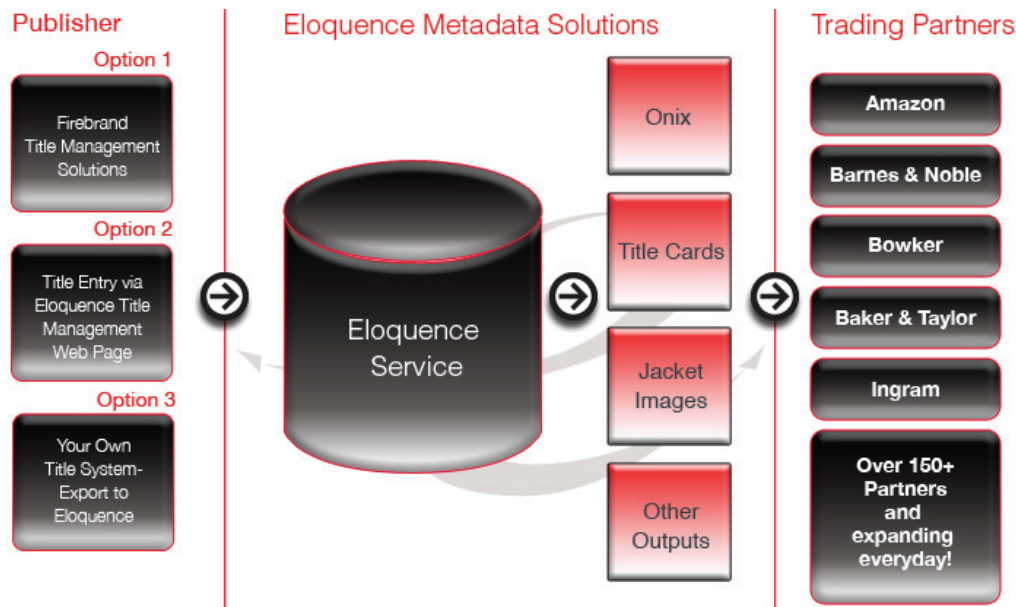 Publisher
Option 1
Firebrand
Title Management
Solutions
Option 2
Title Entry via
Eloquence Title
Management
Web Page
Option 3
Your Own
Title System-
Export to
Eloquence
Eloquence Metadata Solutions
Eloquence
Service
Onix
Title Cards
Jacket
Images
Other
Outputs
Trading Partners
Amazon
Barnes & Noble
Bowker
Baker & Taylor
Ingram
Over 150+
Partners
and
expanding
everyday!